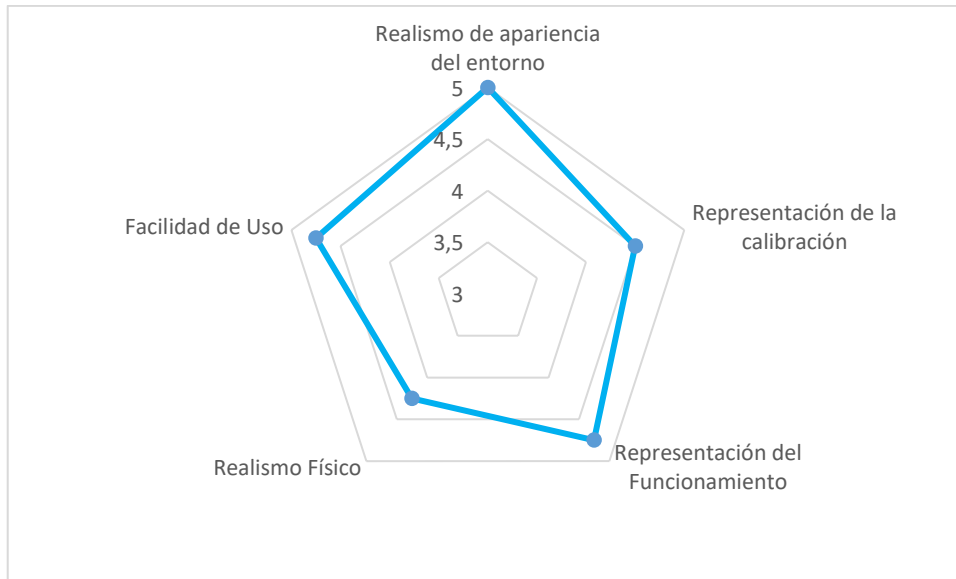 Realismo de apariencia
del entorno
5
4,5
4
3,5
3
Representación de la
calibración
Representación del
Funcionamiento
Realismo Físico
Facilidad de Uso